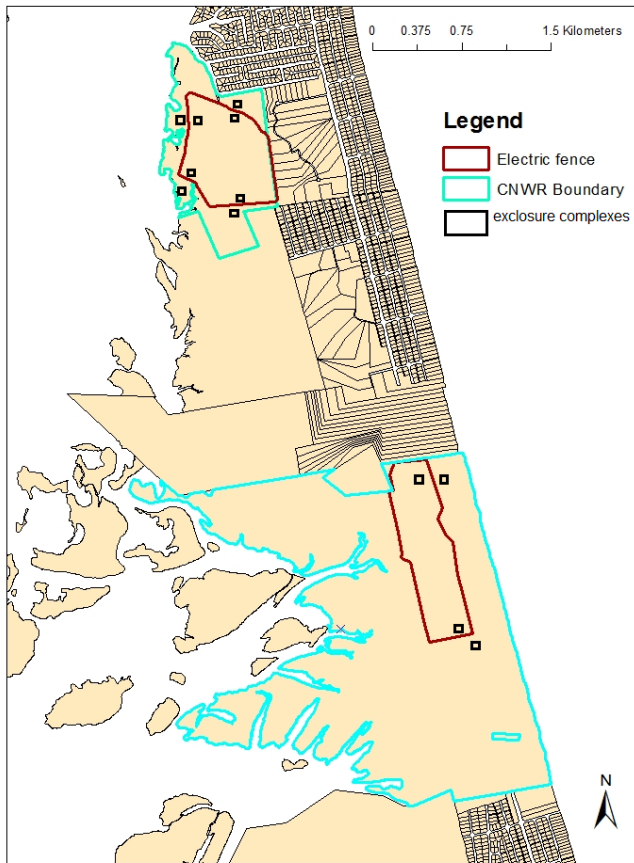 0 0.375 0.75 1.5 Kilometers
Legend
Electric fence
CNWR Boundary
exclosure complexes
N